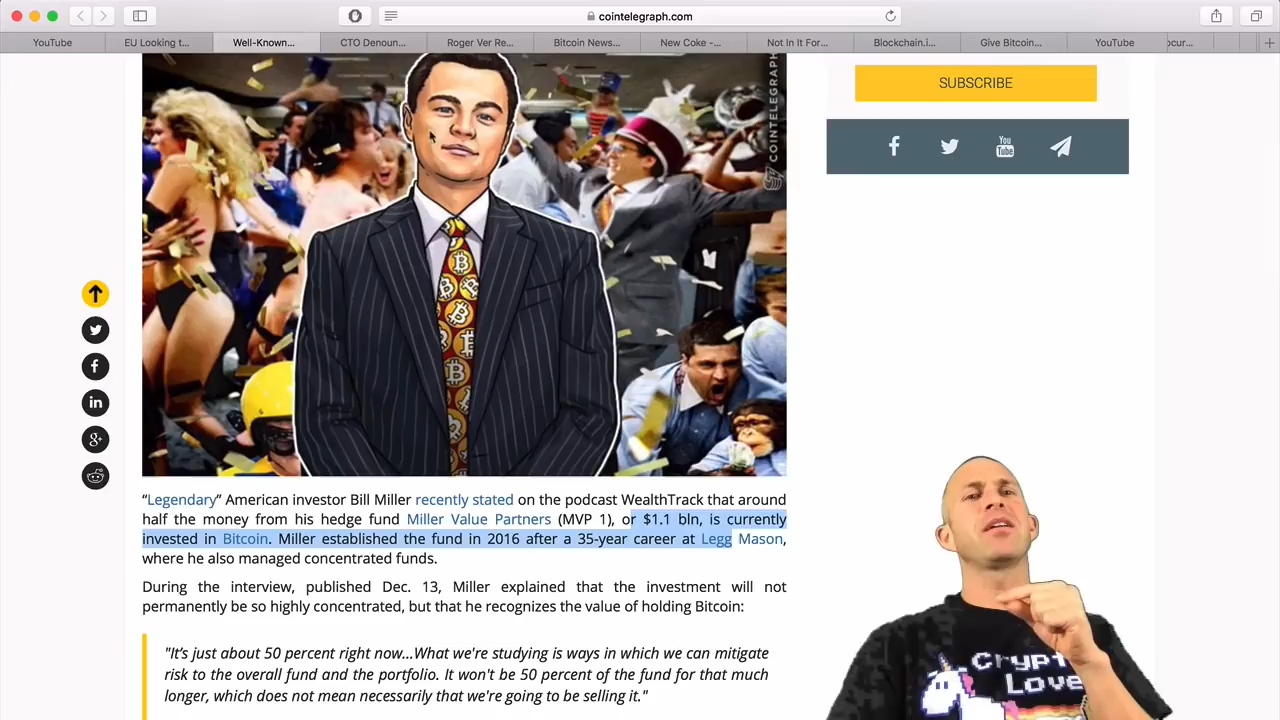 cointelegraph.com
YouTube
EU Looking t...
Well-Known...
CTO Denoun...
Roger Ver Re...
Bitcoin News...
New Coke -...
Not In It For...
Blockchain.i...
Give Bitcoin...
YouTube
ocur...
COINTELEGRAPH
SUBSCRIBE
You
Tube
“Legendary” American investor Bill Miller recently stated on the podcast WealthTrack that around
half the money from his hedge fund Miller Value Partners (MVP 1), or $1.1 bln, is currently
invested in Bitcoin. Miller established the fund in 2016 after a 35-year career at Legg Mason,
where he also managed concentrated funds.
During the interview, published Dec. 13, Miller explained that the investment will not
permanently be so highly concentrated, but that he recognizes the value of holding Bitcoin:
"It’s just about 50 percent right now...What we're studying is ways in which we can mitigate
risk to the overall fund and the portfolio. It won't be 50 percent of the fund for that much
longer, which does not mean necessarily that we're going to be selling it."
Crypt
Love